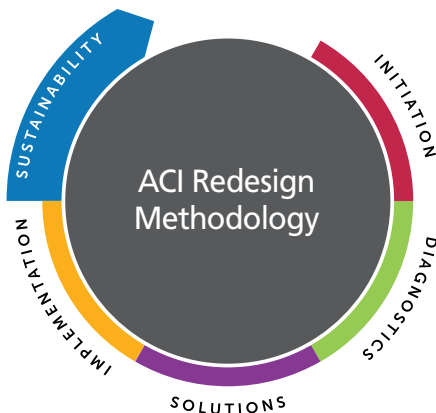 ACI Redesign
Methodology
INITIATION
DIAGNOSTICS
SOLUTIONS
IMPLEMENTATION
SUSTAINABILITY